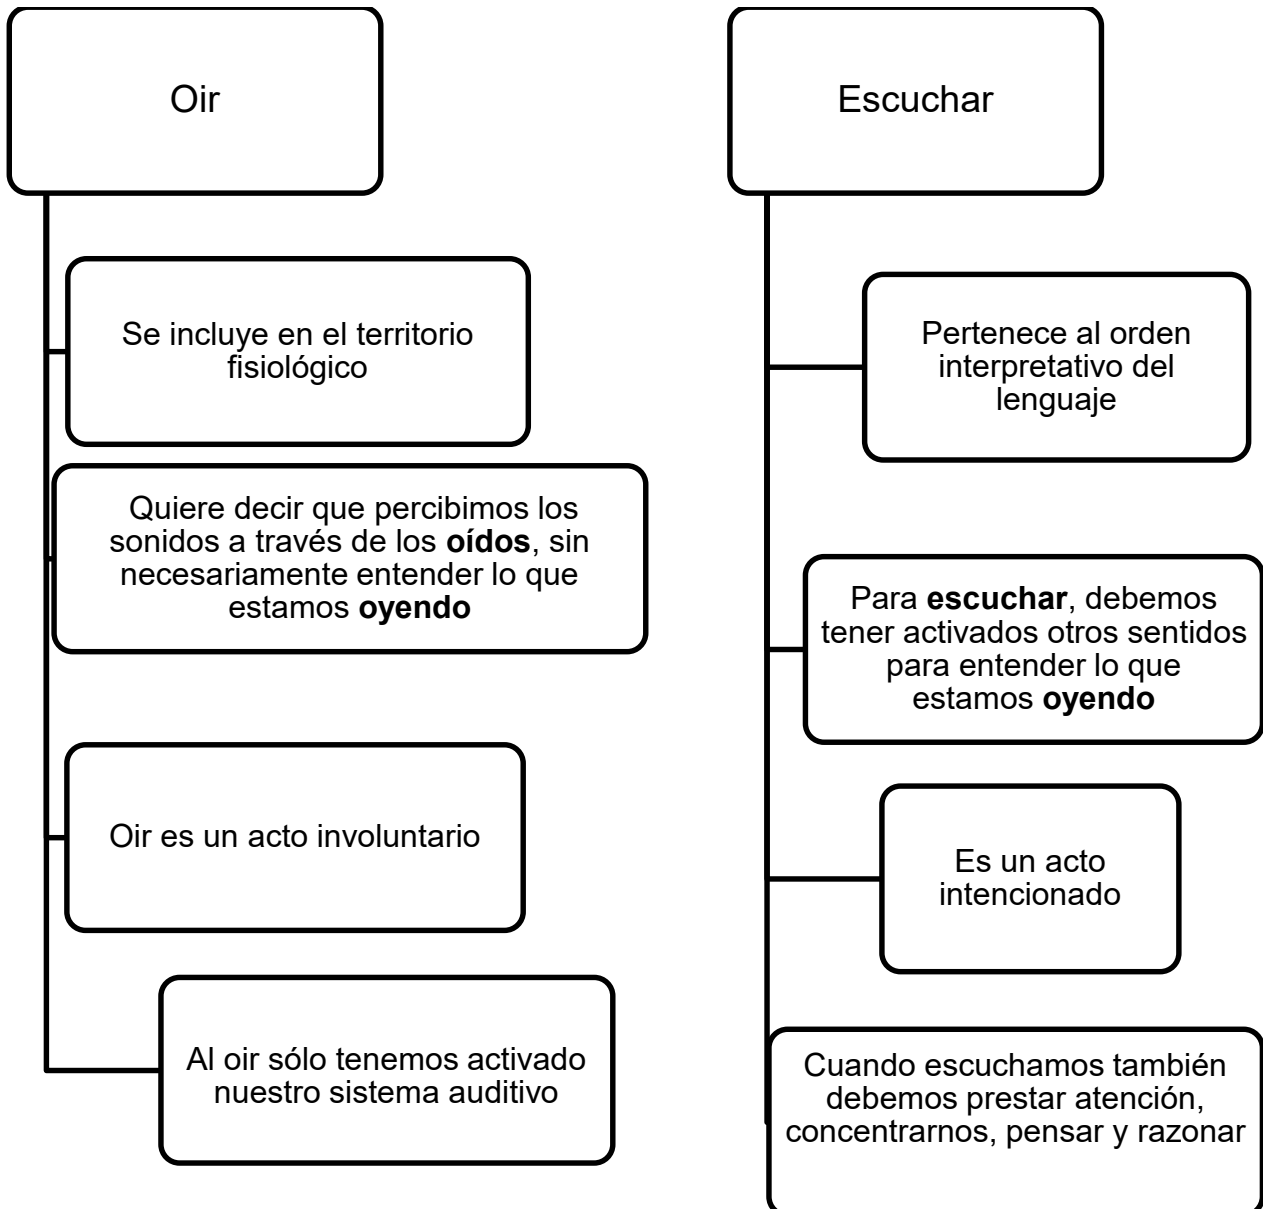 Oir
Se incluye en el territorio
fisiológico
Quiere decir que percibimos los
sonidos a través de los oídos, sin
necesariamente entender lo que
estamos oyendo
Oir es un acto involuntario
Al oir sólo tenemos activado
nuestro sistema auditivo
Escuchar
Pertenece al orden
interpretativo del
lenguaje
Para escuchar, debemos
tener activados otros sentidos
para entender lo que
estamos oyendo
Es un acto
intencionado
Cuando escuchamos también
debemos prestar atención,
concentrarnos, pensar y razonar